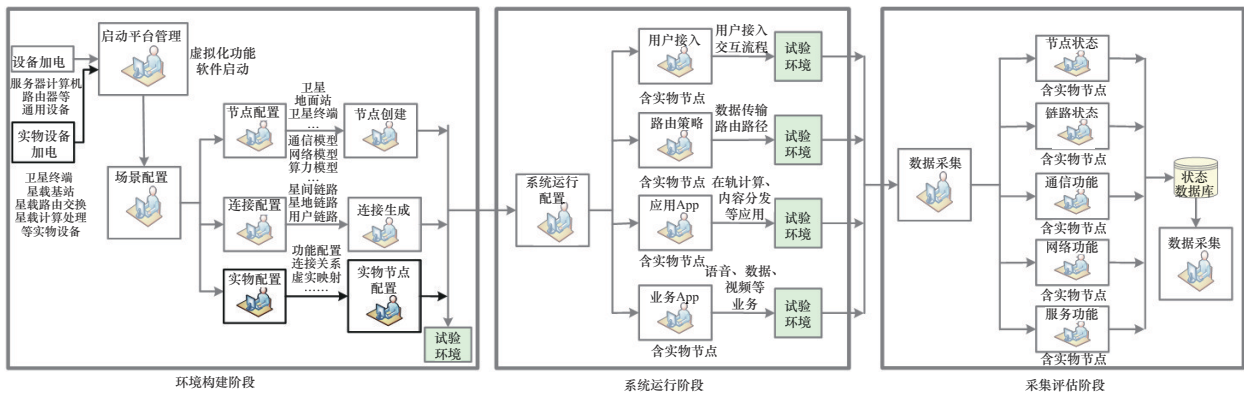 启动平台管理
设备加电
虚拟化功能
软件启动
服务器计算机
路由器等
通用设备
实物设备
加电
卫星终端
星载基站
星载路由交换
星载计算处理
等实物设备
场景配置
节点配置
卫星
地面站
卫星终端
…
通信模型
网络模型
算力模型
…
节点创建
连接配置
星间链路
星地链路
用户链路
连接生成
实物配置
功能配置
连接关系
虚实映射
……
实物节点
配置
试验
环境
环境构建阶段
系统运行
配置
用户接入
含实物节点
用户接入
交互流程
试验
环境
路由策略
含实物节点
数据传输
路由路径
试验
环境
应用App
含实物节点
在轨计算、
内容分发
等应用
试验
环境
业务App
含实物节点
语音、数据、
视频等
业务
试验
环境
系统运行阶段
数据采集
节点状态
含实物节点
链路状态
含实物节点
通信功能
含实物节点
网络功能
含实物节点
服务功能
含实物节点
状态
数据库
数据采集
采集评估阶段